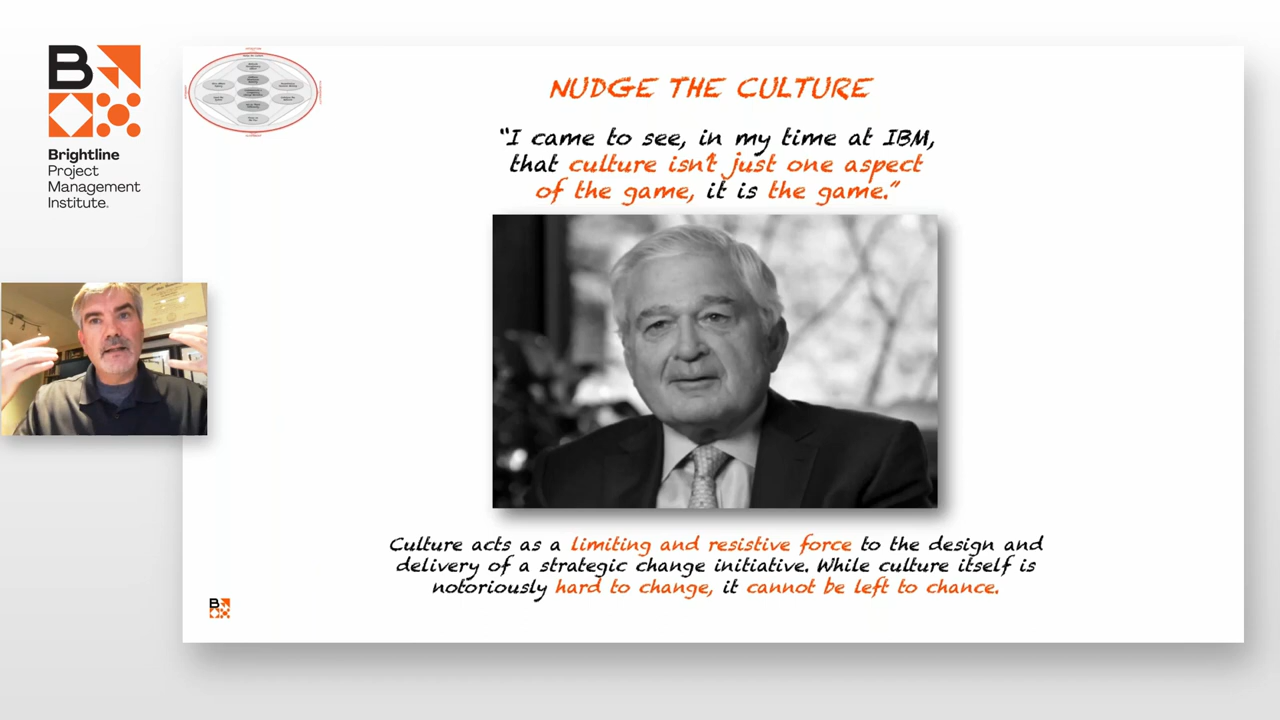 B
Brightline
Project
Management
Institute.
NUDGE THE CULTURE
“I came to see, in my time at IBM,
that culture isn't just one aspect
of the game, it is the game.”
Culture acts as a limiting and resistive force to the design and
delivery of a strategic change initiative. While culture itself is
notoriously hard to change, it cannot be left to chance.
B